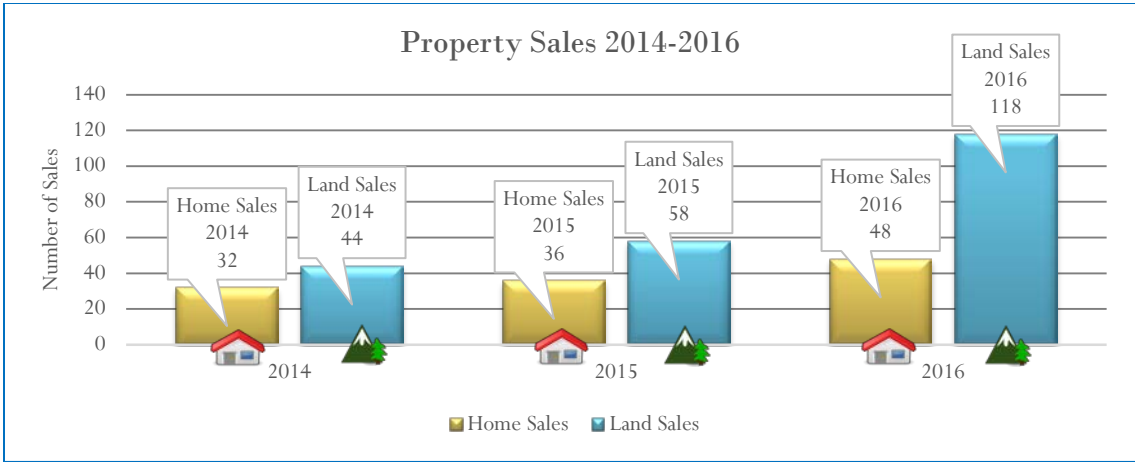 Property Sales 2014-2016
Number of Sales
140
120
100
80
60
40
20
0
Home Sales
2014
32
Land Sales
2014
44
Home Sales
2015
36
Land Sales
2015
58
Home Sales
2016
48
Land Sales
2016
118
2014
2015
2016
Home Sales
Land Sales